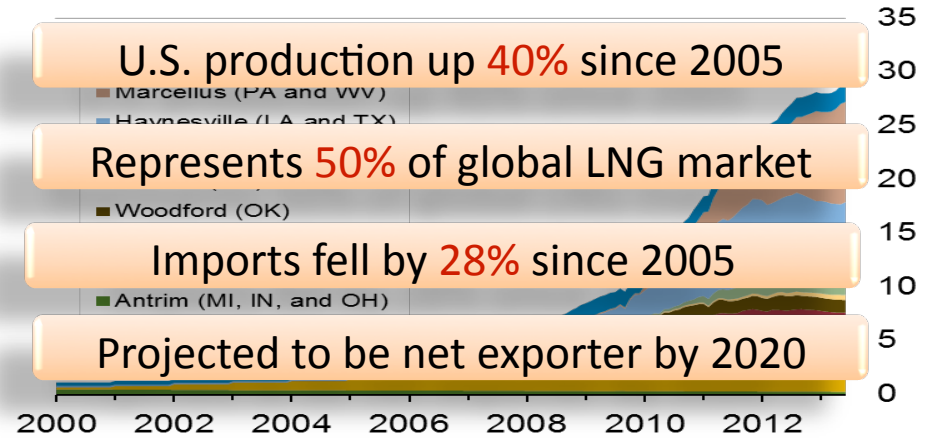 35
U.S. production up 40% since 2005
30
Marcellus (PA and WV)
25
Haynesville (LA and TX)
Represents 50% of global LNG market
20
Woodford (OK)
15
Imports fell by 28% since 2005
10
Antrim (MI, IN, and OH)
5
Projected to be net exporter by 2020
0
2000 2002 2004 2006 2008 2010 2012